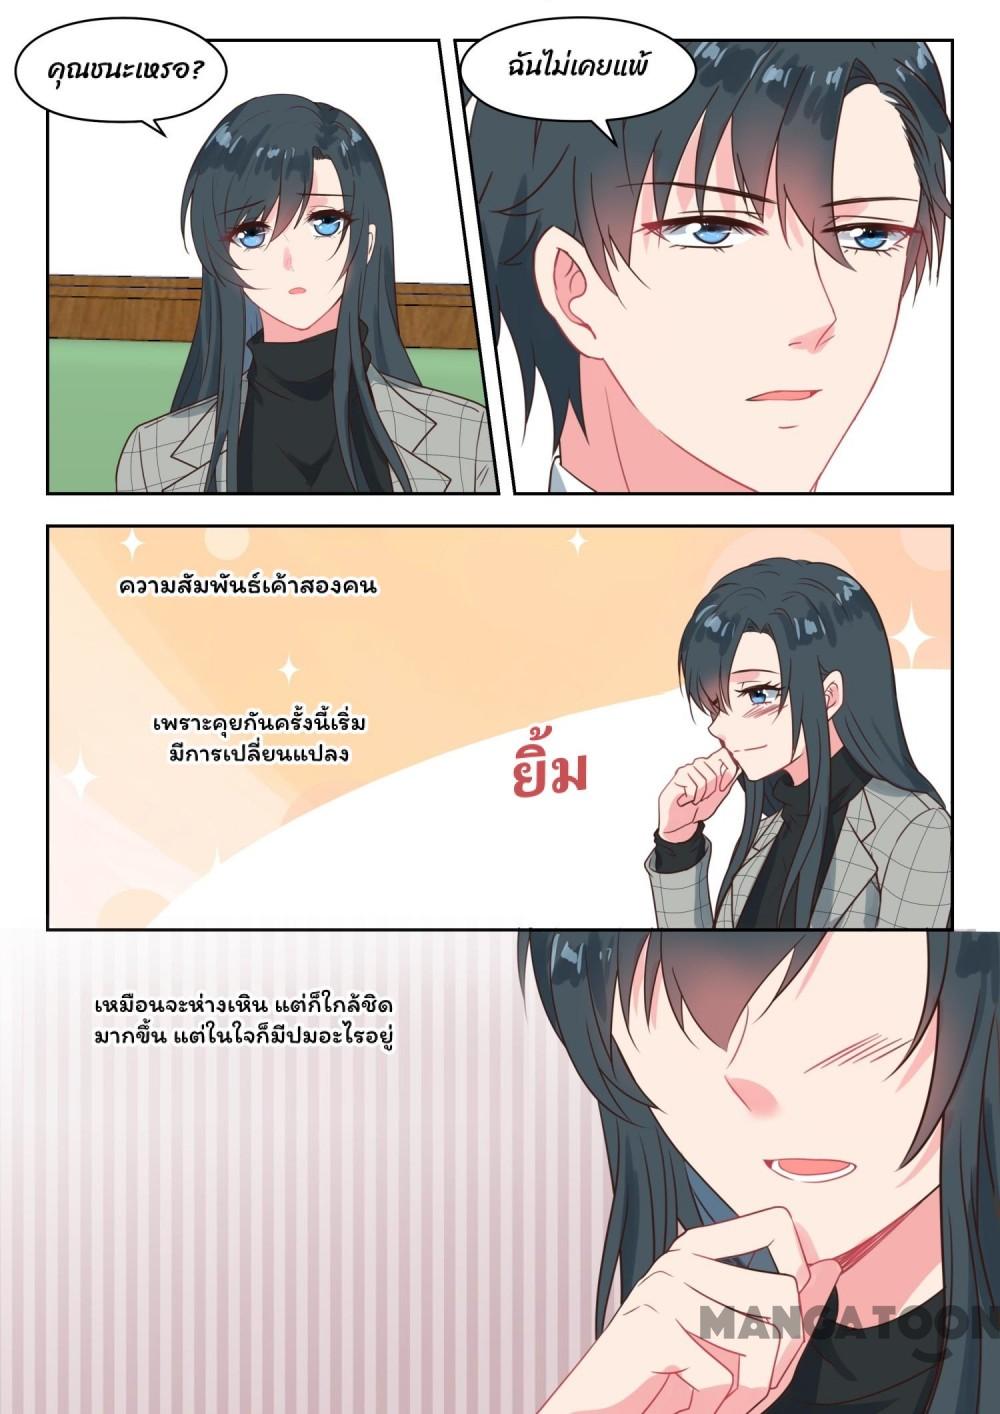 คุณชนะเหรอ?
ฉันไม่เคยแพ้
ความสัมพันธ์เค้าสองคน
เพราะคุยกันครั้งนี้เริ่ม
มีการเปลี่ยนแปลง
ยิ้ม
เหมือนจะห่างเหิน แต่ก็ใกล้ชิด
มากขึ้น แต่ในใจก็มีปมอะไรอยู่
MANGATOON